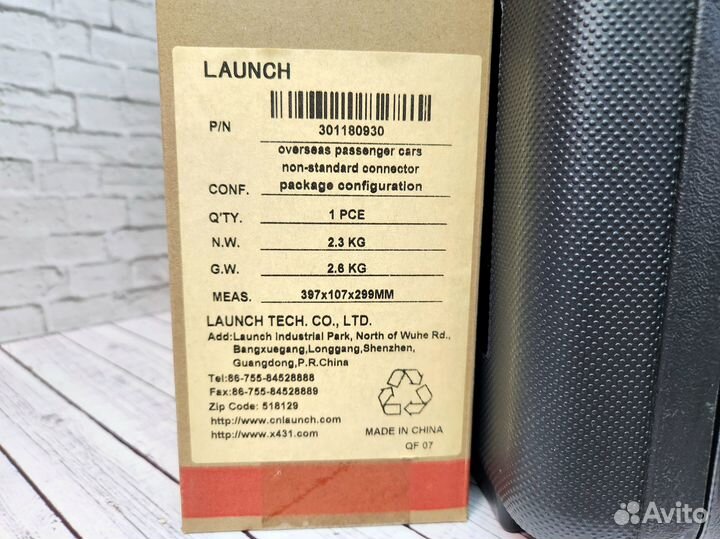 LAUNCH
P/N 301180930
overseas passenger cars
non-standard connector
CONF. package configuration
Q'TY. 1 PCE
N.W. 2.3 KG
G.W. 2.6 KG
MEAS. 397x107x299MM
LAUNCH TECH. CO., LTD.
Add:Launch Industrial Park, North of Wuhe Rd.,
Bangxuegang,Longgang,Shenzhen,
Guangdong,P.R.China
Tel:86-755-84528888
Fax:86-755-84528889
Zip Code: 518129
http://www.cnlaunch.com
http://www.x431.com
MADE IN CHINA
QF 07
Avito